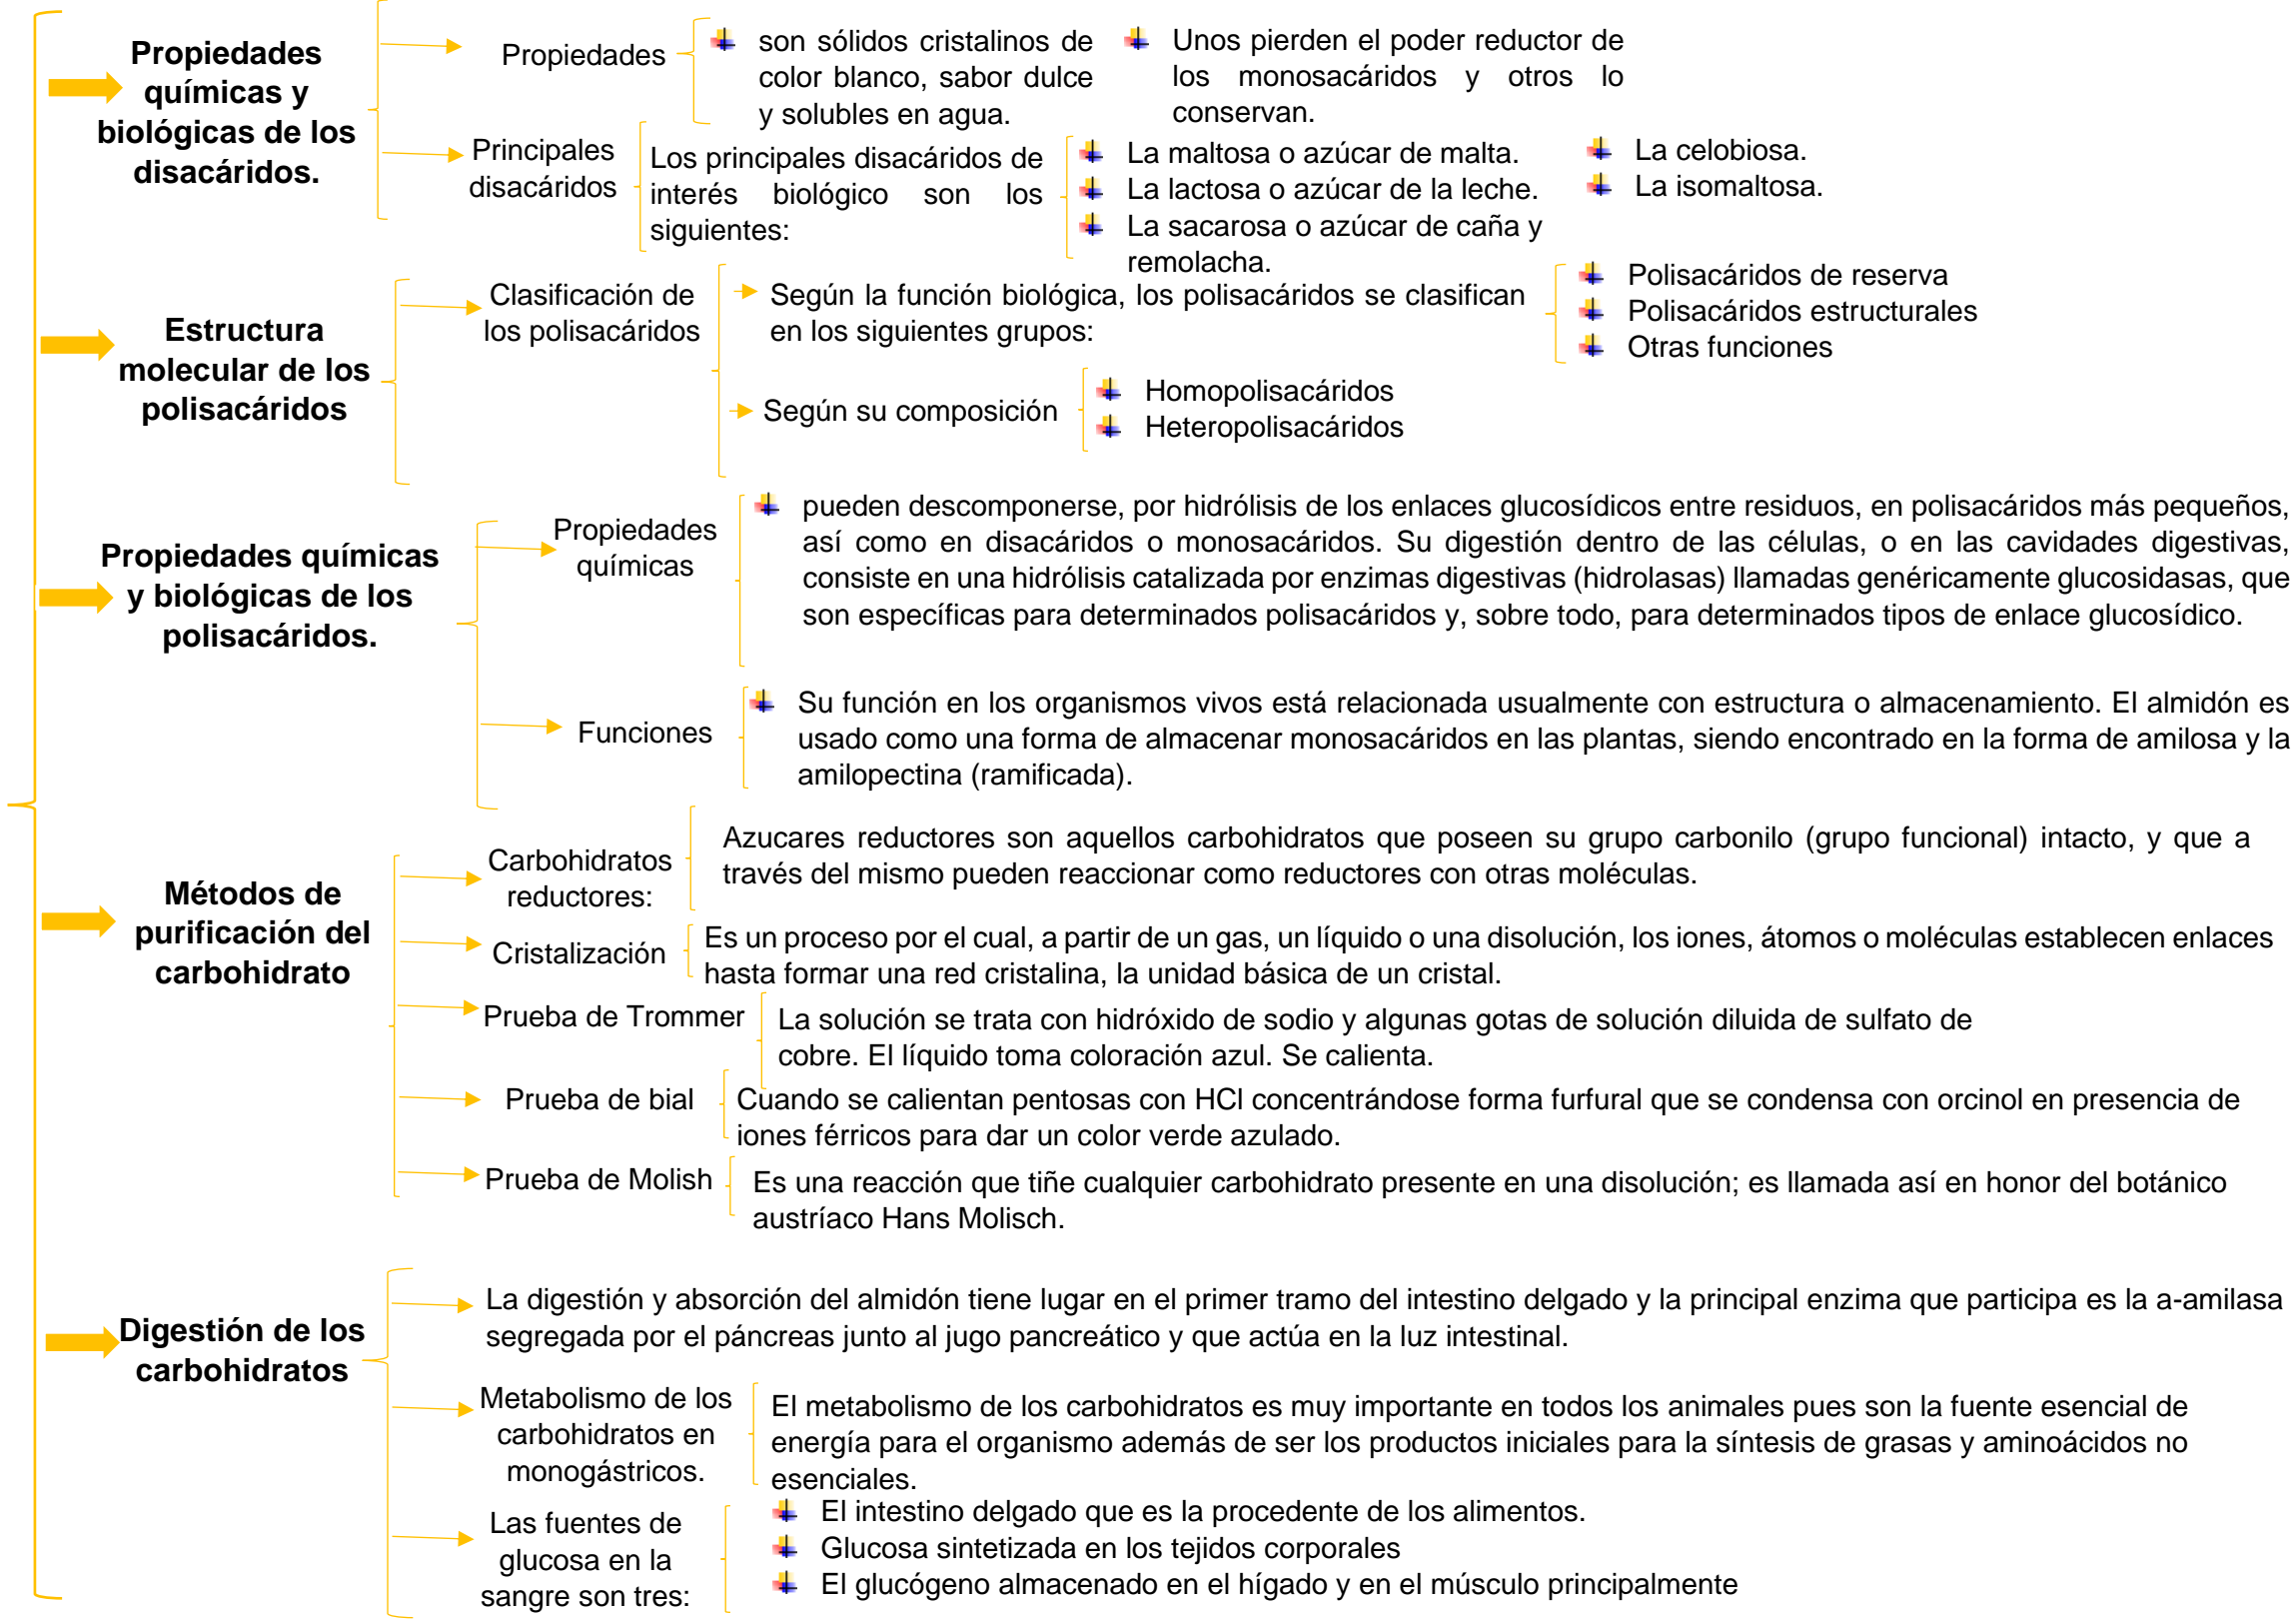 Propiedades
químicas y
biológicas de los
disacáridos.
Propiedades
son sólidos cristalinos de
color blanco, sabor dulce
y solubles en agua.
Unos pierden el poder reductor de
los monosacáridos y otros lo
conservan.
Principales
disacáridos
Los principales disacáridos de
interés biológico son los
siguientes:
La maltosa o azúcar de malta.
La lactosa o azúcar de la leche.
La sacarosa o azúcar de caña y
remolacha.
La celobiosa.
La isomaltosa.
Estructura
molecular de los
polisacáridos
Clasificación de
los polisacáridos
Según la función biológica, los polisacáridos se clasifican
en los siguientes grupos:
Polisacáridos de reserva
Polisacáridos estructurales
Otras funciones
Según su composición
Homopolisacáridos
Heteropolisacáridos
Propiedades químicas
y biológicas de los
polisacáridos.
Propiedades
químicas
pueden descomponerse, por hidrólisis de los enlaces glucosídicos entre residuos, en polisacáridos más pequeños,
así como en disacáridos o monosacáridos. Su digestión dentro de las células, o en las cavidades digestivas,
consiste en una hidrólisis catalizada por enzimas digestivas (hidrolasas) llamadas genéricamente glucosidasas, que
son específicas para determinados polisacáridos y, sobre todo, para determinados tipos de enlace glucosídico.
Funciones
Su función en los organismos vivos está relacionada usualmente con estructura o almacenamiento. El almidón es
usado como una forma de almacenar monosacáridos en las plantas, siendo encontrado en la forma de amilosa y la
amilopectina (ramificada).
Métodos de
purificación del
carbohidrato
Carbohidratos
reductores:
Azucares reductores son aquellos carbohidratos que poseen su grupo carbonilo (grupo funcional) intacto, y que a
través del mismo pueden reaccionar como reductores con otras moléculas.
Cristalización
Es un proceso por el cual, a partir de un gas, un líquido o una disolución, los iones, átomos o moléculas establecen enlaces
hasta formar una red cristalina, la unidad básica de un cristal.
Prueba de Trommer
La solución se trata con hidróxido de sodio y algunas gotas de solución diluida de sulfato de
cobre. El líquido toma coloración azul. Se calienta.
Prueba de bial
Cuando se calientan pentosas con HCl concentrándose forma furfural que se condensa con orcinol en presencia de
iones férricos para dar un color verde azulado.
Prueba de Molish
Es una reacción que tiñe cualquier carbohidrato presente en una disolución; es llamada así en honor del botánico
austríaco Hans Molisch.
Digestión de los
carbohidratos
La digestión y absorción del almidón tiene lugar en el primer tramo del intestino delgado y la principal enzima que participa es la a-amilasa
segregada por el páncreas junto al jugo pancreático y que actúa en la luz intestinal.
Metabolismo de los
carbohidratos en
monogástricos.
El metabolismo de los carbohidratos es muy importante en todos los animales pues son la fuente esencial de
energía para el organismo además de ser los productos iniciales para la síntesis de grasas y aminoácidos no
esenciales.
Las fuentes de
glucosa en la
sangre son tres:
El intestino delgado que es la procedente de los alimentos.
Glucosa sintetizada en los tejidos corporales
El glucógeno almacenado en el hígado y en el músculo principalmente